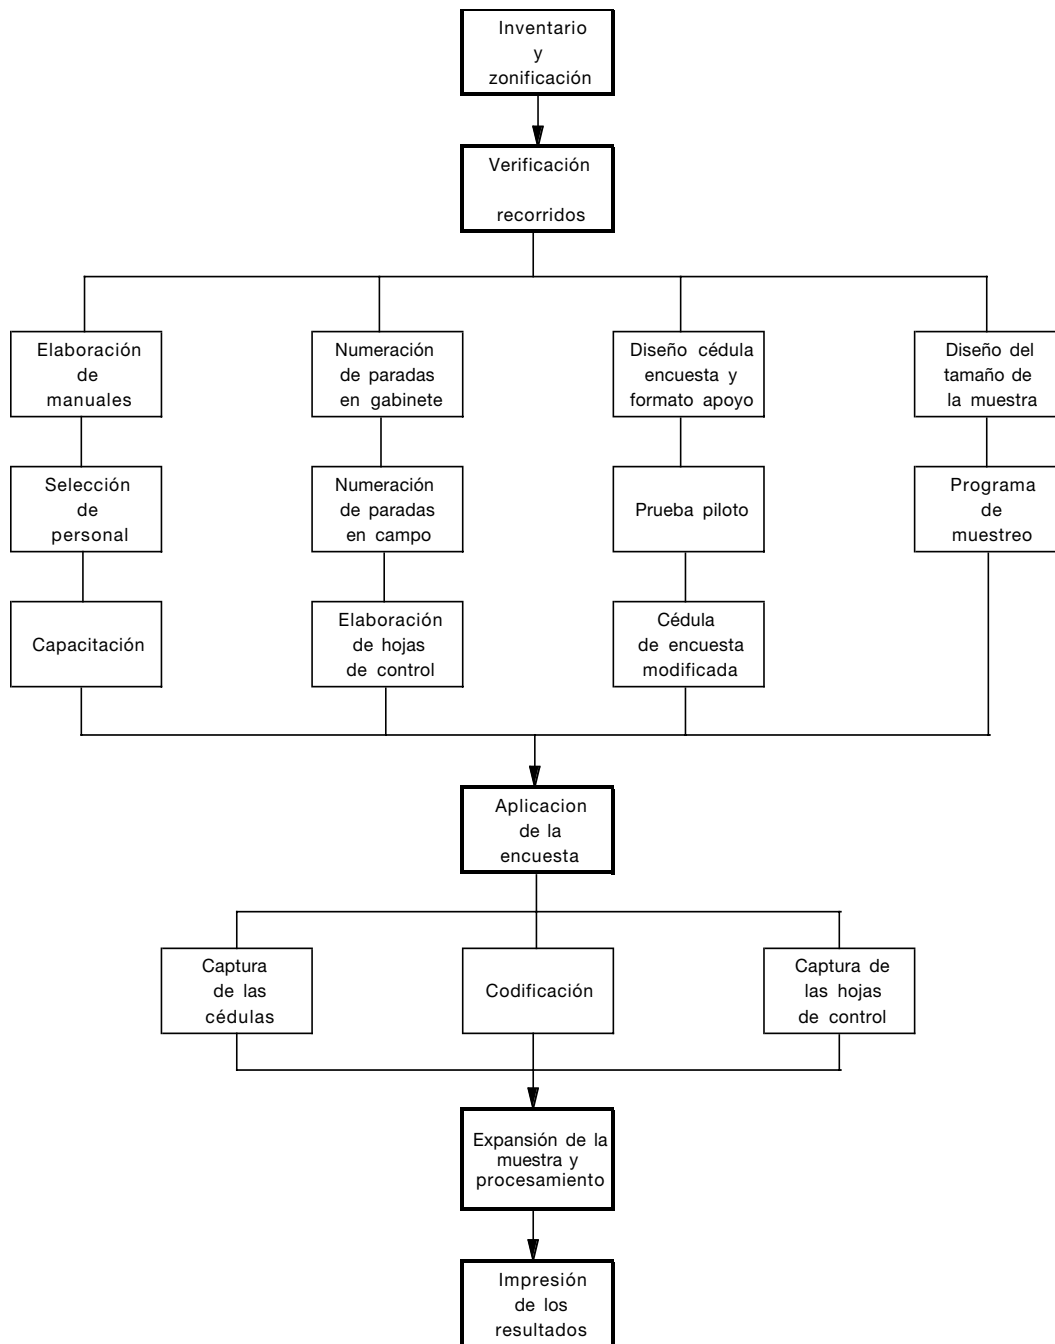 Inventario
y
zonificación
Verificación
recorridos
Elaboración
de
manuales
Numeración
de paradas
en gabinete
Diseño cédula
encuesta y
formato apoyo
Diseño del
tamaño de
la muestra
Selección
de
personal
Numeración
de paradas
en campo
Prueba piloto
Programa
de
muestreo
Capacitación
Elaboración
de hojas
de control
Cédula
de encuesta
modificada
Aplicacion
de la
encuesta
Captura
de las
cédulas
Codificación
Captura de
las hojas
de control
Expansión de la
muestra y
procesamiento
Impresión
de los
resultados